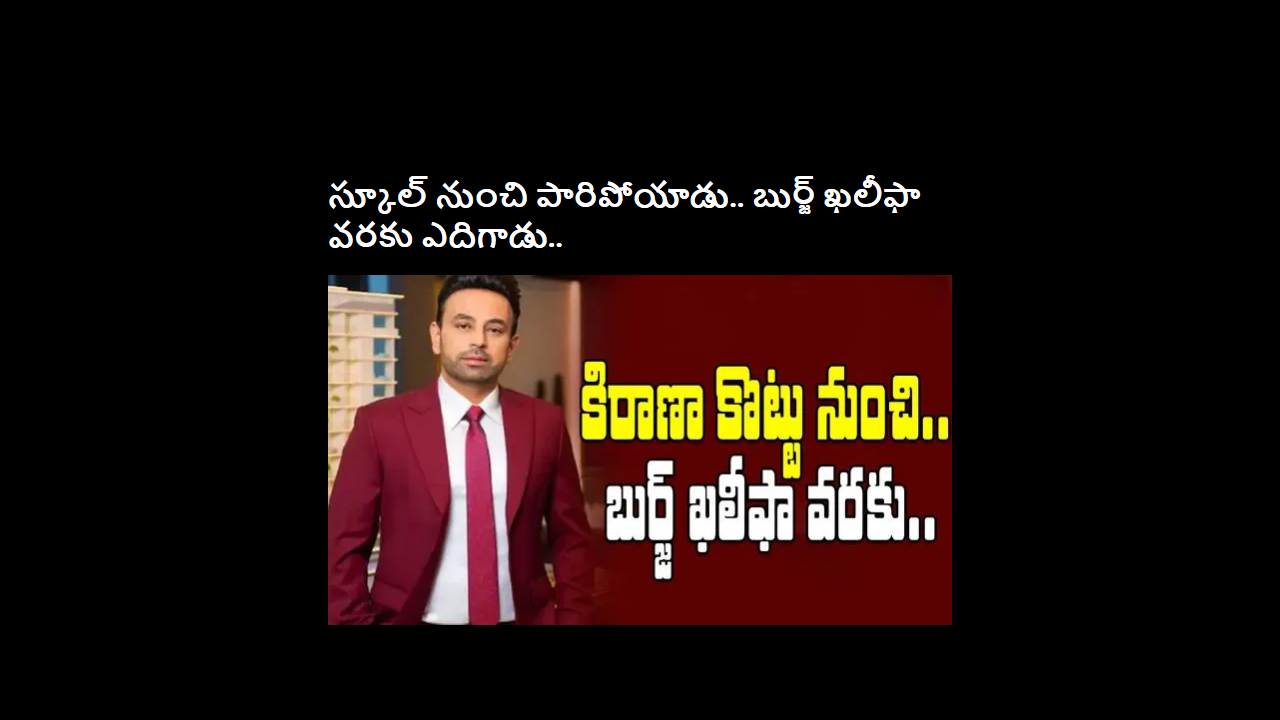 స్కూల్ నుంచి పారిపోయాడు.. బుర్జ్ ఖలీఫా
వరకు ఎదిగాడు..
కిరాణా కొట్టు నుంచి..
బుర్జ్ ఖలీఫా వరకు..